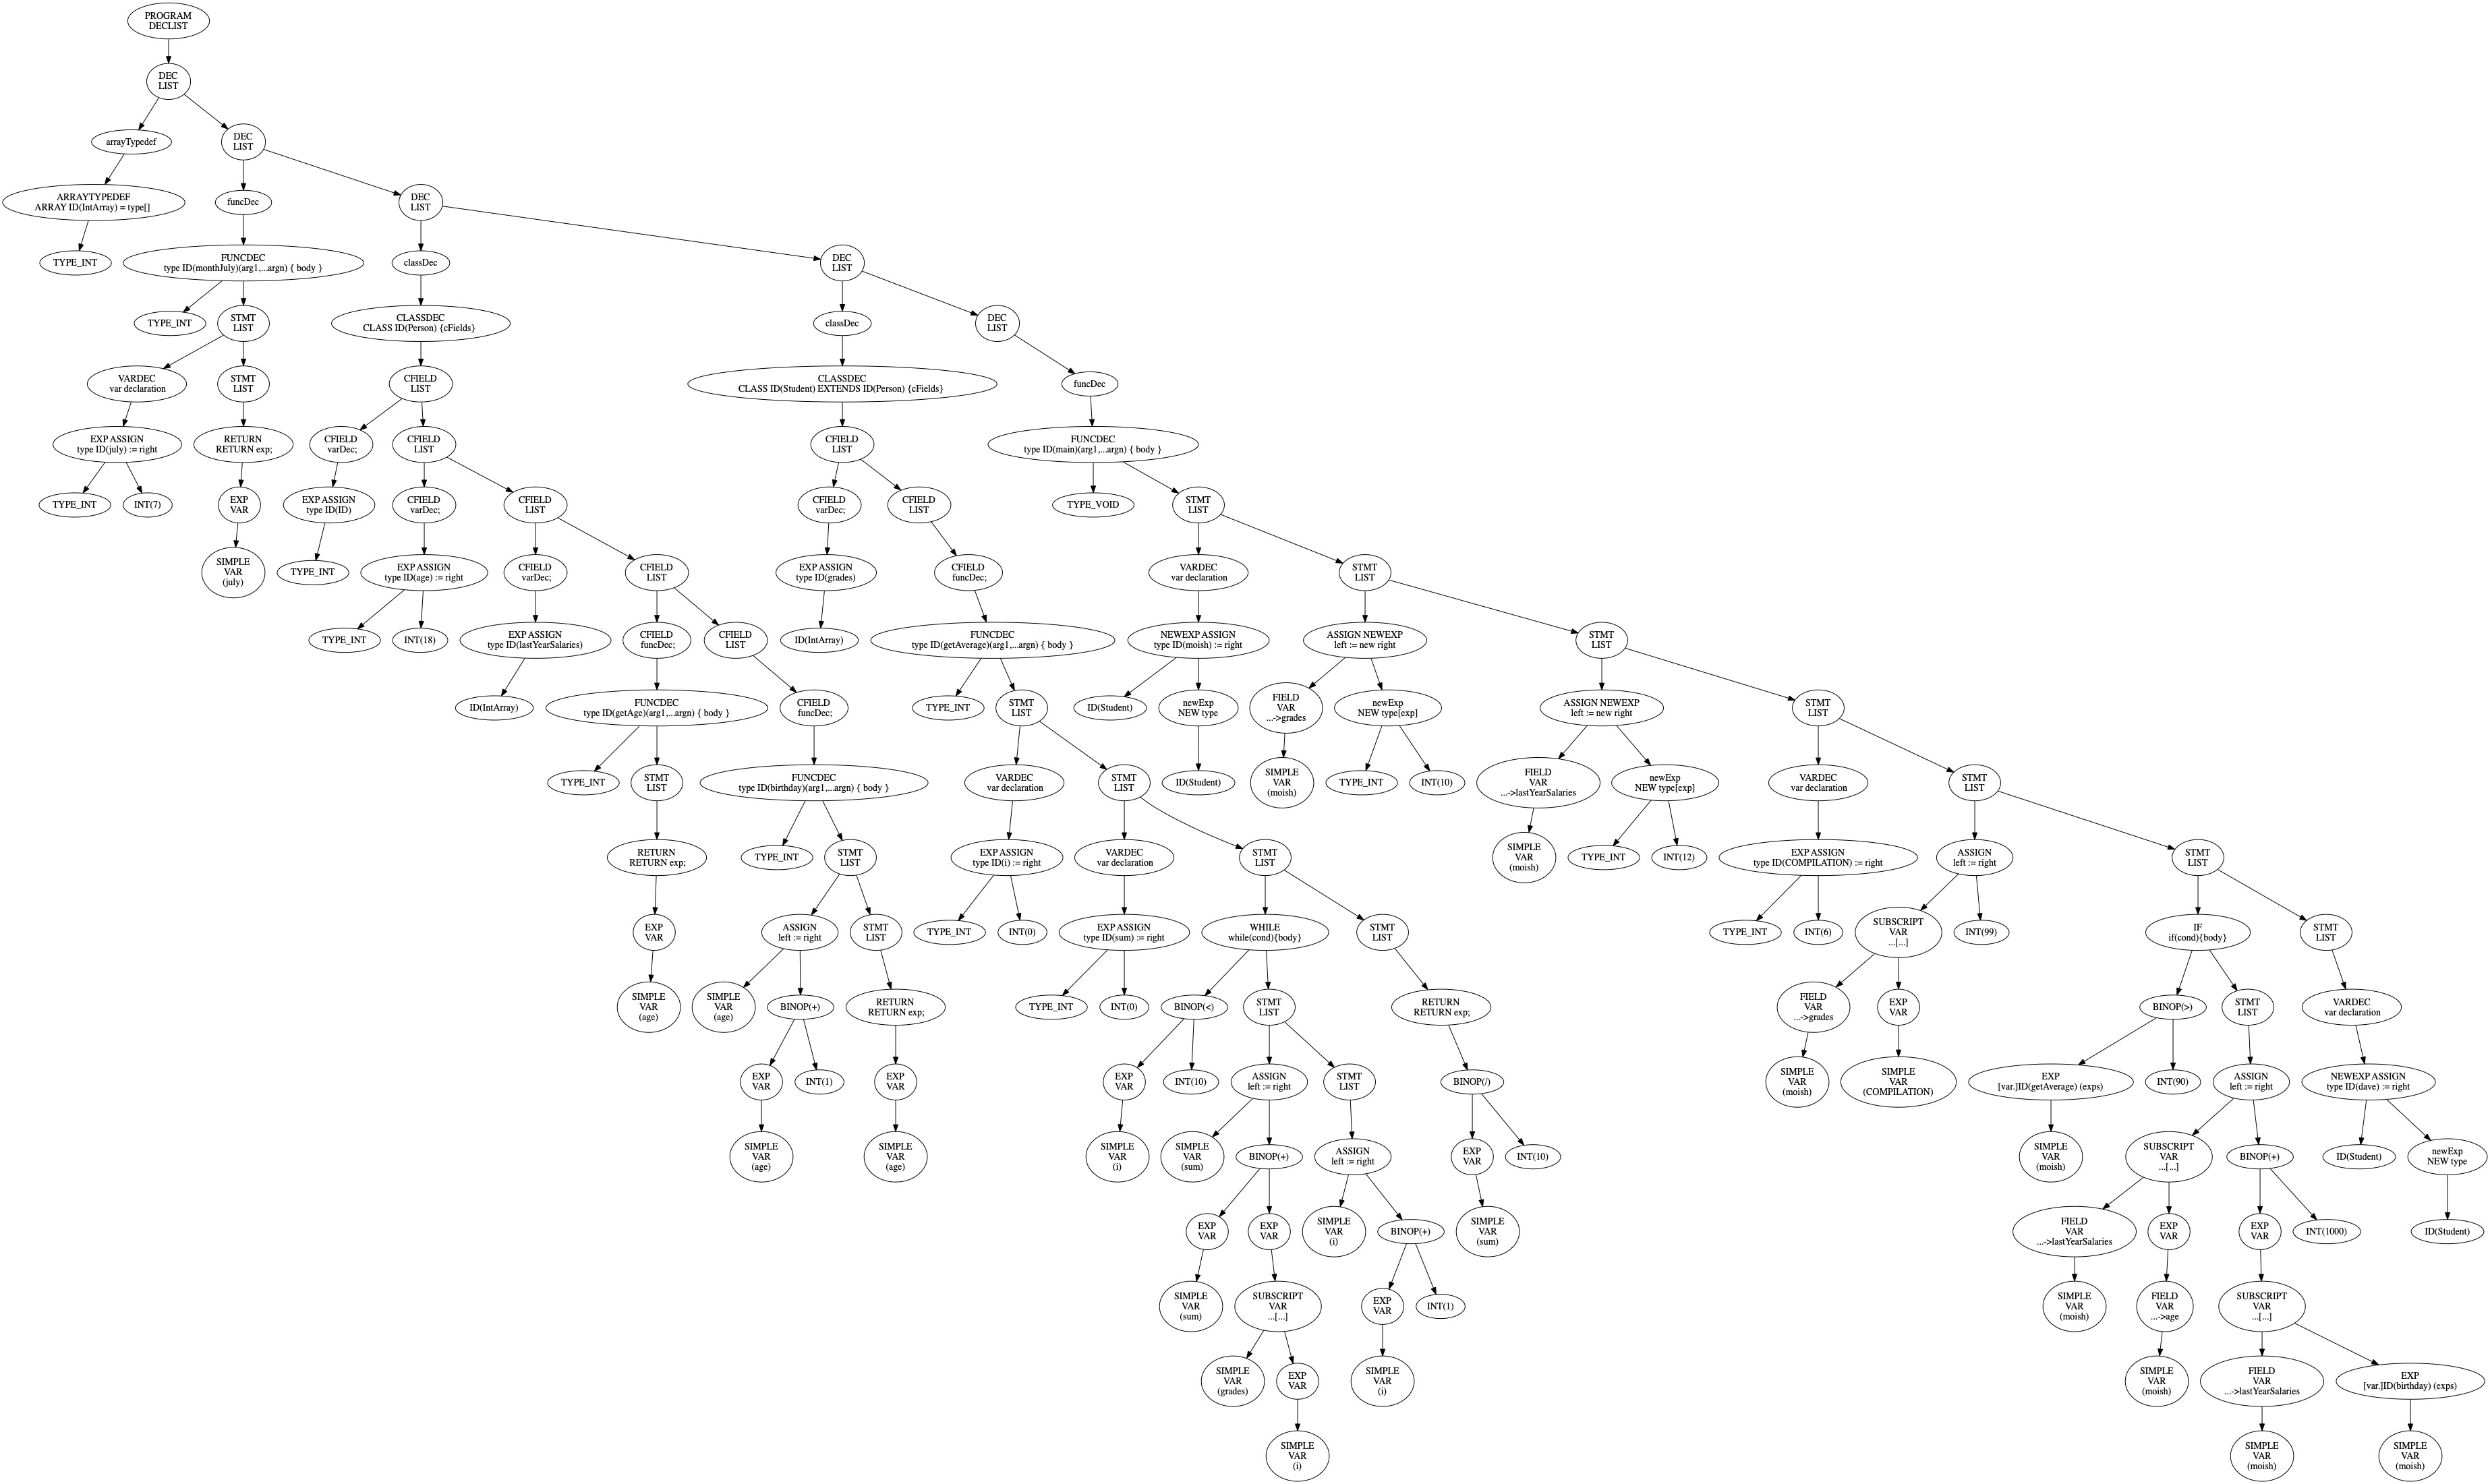 PROGRAM
DECLIST
DEC
LIST
arrayTypedef
DEC
LIST
ARRAYTYPEDEF
ARRAY ID(IntArray) = type[]
funcDec
DEC
LIST
TYPE_INT
FUNCDEC
type ID(monthJuly)(arg1,...argn) { body }
classDec
DEC
LIST
TYPE_INT
STMT
LIST
CLASSDEC
CLASS ID(Person) {cFields}
classDec
DEC
LIST
VARDEC
var declaration
STMT
LIST
CFIELD
LIST
CLASSDEC
CLASS ID(Student) EXTENDS ID(Person) {cFields}
funcDec
EXP ASSIGN
type ID(july) := right
RETURN
RETURN exp;
CFIELD
varDec;
CFIELD
LIST
CFIELD
LIST
FUNCDEC
type ID(main)(arg1,...argn) { body }
TYPE_INT
INT(7)
EXP
VAR
EXP ASSIGN
type ID(ID)
CFIELD
varDec;
CFIELD
LIST
CFIELD
varDec;
CFIELD
LIST
TYPE_VOID
STMT
LIST
SIMPLE
VAR
(july)
TYPE_INT
EXP ASSIGN
type ID(age) := right
CFIELD
varDec;
CFIELD
LIST
EXP ASSIGN
type ID(grades)
CFIELD
funcDec;
VARDEC
var declaration
STMT
LIST
TYPE_INT
INT(18)
EXP ASSIGN
type ID(lastYearSalaries)
CFIELD
funcDec;
CFIELD
LIST
ID(IntArray)
FUNCDEC
type ID(getAverage)(arg1,...argn) { body }
NEWEXP ASSIGN
type ID(moish) := right
ASSIGN NEWEXP
left := new right
STMT
LIST
ID(IntArray)
FUNCDEC
type ID(getAge)(arg1,...argn) { body }
CFIELD
funcDec;
TYPE_INT
STMT
LIST
ID(Student)
newExp
NEW type
FIELD
VAR
...->grades
newExp
NEW type[exp]
ASSIGN NEWEXP
left := new right
STMT
LIST
TYPE_INT
STMT
LIST
FUNCDEC
type ID(birthday)(arg1,...argn) { body }
VARDEC
var declaration
STMT
LIST
ID(Student)
SIMPLE
VAR
(moish)
TYPE_INT
INT(10)
FIELD
VAR
...->lastYearSalaries
newExp
NEW type[exp]
VARDEC
var declaration
STMT
LIST
RETURN
RETURN exp;
TYPE_INT
STMT
LIST
EXP ASSIGN
type ID(i) := right
VARDEC
var declaration
STMT
LIST
SIMPLE
VAR
(moish)
TYPE_INT
INT(12)
EXP ASSIGN
type ID(COMPILATION) := right
ASSIGN
left := right
STMT
LIST
EXP
VAR
ASSIGN
left := right
STMT
LIST
TYPE_INT
INT(0)
EXP ASSIGN
type ID(sum) := right
WHILE
while(cond){body}
STMT
LIST
TYPE_INT
INT(6)
SUBSCRIPT
VAR
...[...]
INT(99)
IF
if(cond){body}
STMT
LIST
SIMPLE
VAR
(age)
SIMPLE
VAR
(age)
BINOP(+)
RETURN
RETURN exp;
TYPE_INT
INT(0)
BINOP(<)
STMT
LIST
RETURN
RETURN exp;
FIELD
VAR
...->grades
EXP
VAR
BINOP(>)
STMT
LIST
VARDEC
var declaration
EXP
VAR
INT(1)
EXP
VAR
EXP
VAR
INT(10)
ASSIGN
left := right
STMT
LIST
BINOP(/)
SIMPLE
VAR
(moish)
SIMPLE
VAR
(COMPILATION)
EXP
[var.]ID(getAverage) (exps)
INT(90)
ASSIGN
left := right
NEWEXP ASSIGN
type ID(dave) := right
SIMPLE
VAR
(age)
SIMPLE
VAR
(age)
SIMPLE
VAR
(i)
SIMPLE
VAR
(sum)
BINOP(+)
ASSIGN
left := right
EXP
VAR
INT(10)
SIMPLE
VAR
(moish)
SUBSCRIPT
VAR
...[...]
BINOP(+)
ID(Student)
newExp
NEW type
EXP
VAR
EXP
VAR
SIMPLE
VAR
(i)
BINOP(+)
SIMPLE
VAR
(sum)
FIELD
VAR
...->lastYearSalaries
EXP
VAR
EXP
VAR
INT(1000)
ID(Student)
SIMPLE
VAR
(sum)
SUBSCRIPT
VAR
...[...]
EXP
VAR
INT(1)
SIMPLE
VAR
(moish)
FIELD
VAR
...->age
SUBSCRIPT
VAR
...[...]
SIMPLE
VAR
(grades)
EXP
VAR
SIMPLE
VAR
(i)
SIMPLE
VAR
(moish)
FIELD
VAR
...->lastYearSalaries
EXP
[var.]ID(birthday) (exps)
SIMPLE
VAR
(i)
SIMPLE
VAR
(moish)
SIMPLE
VAR
(moish)